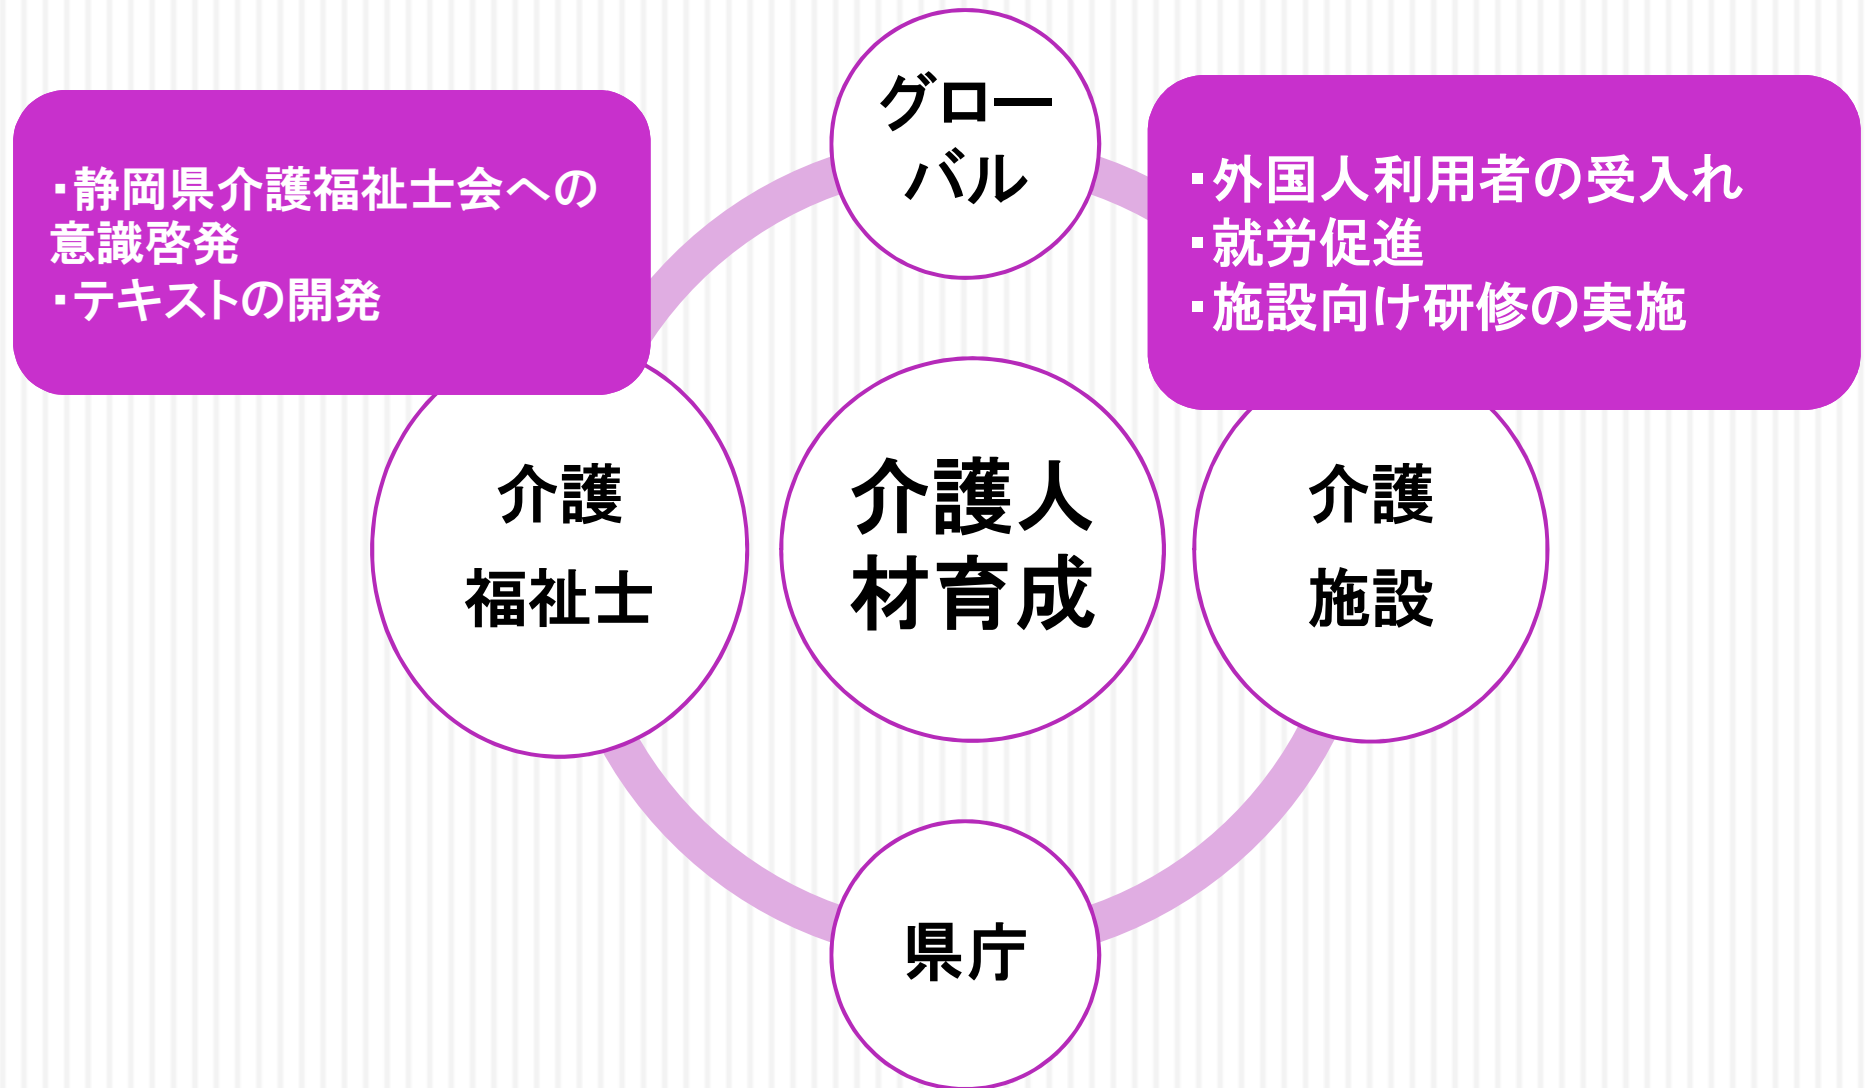 グロー
バル
・静岡県介護福祉士会への
意識啓発
・テキストの開発
・外国人利用者の受入れ
・就労促進
・施設向け研修の実施
介護
福祉士
介護人
材育成
介護
施設
県庁